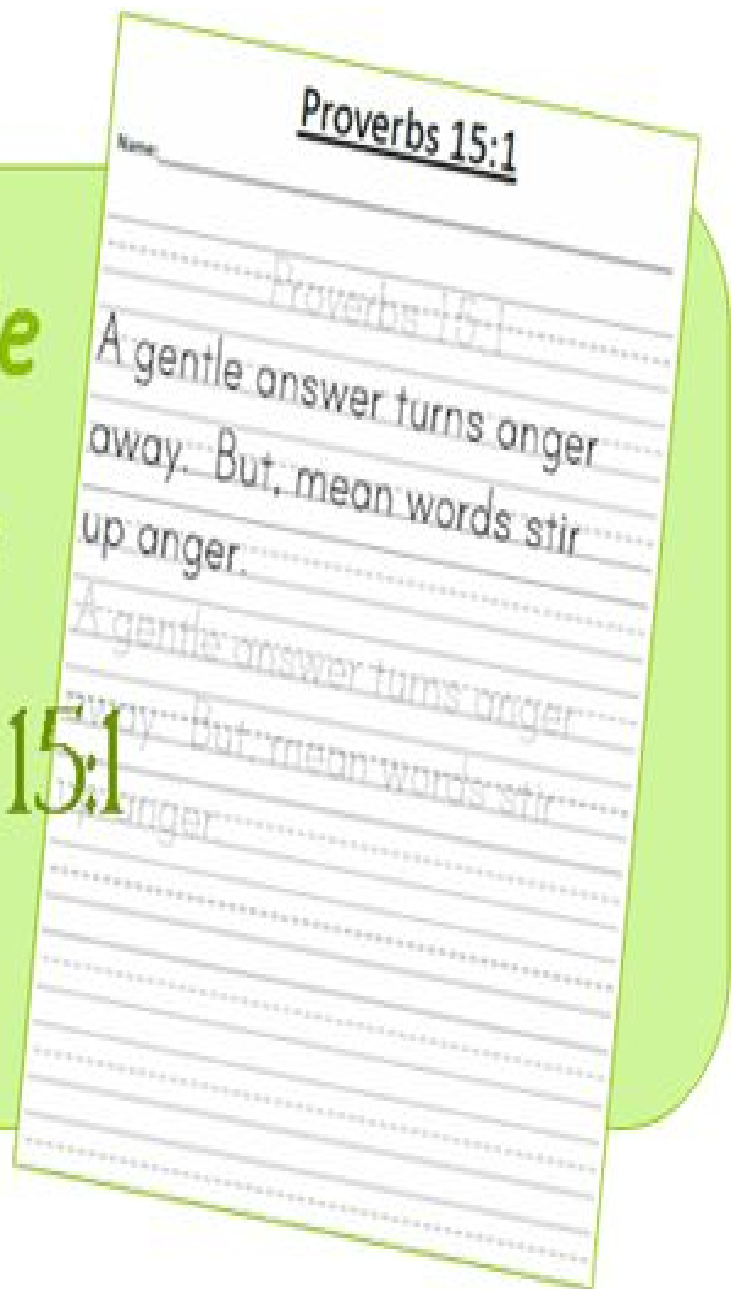 Proverbs 15:1
Name:
Proverbs 15:1
e
A gentle answer turns anger
away. But, mean words stir
up anger.
A gentle answer turns anger
away. But, mean words stir
up anger
15:1